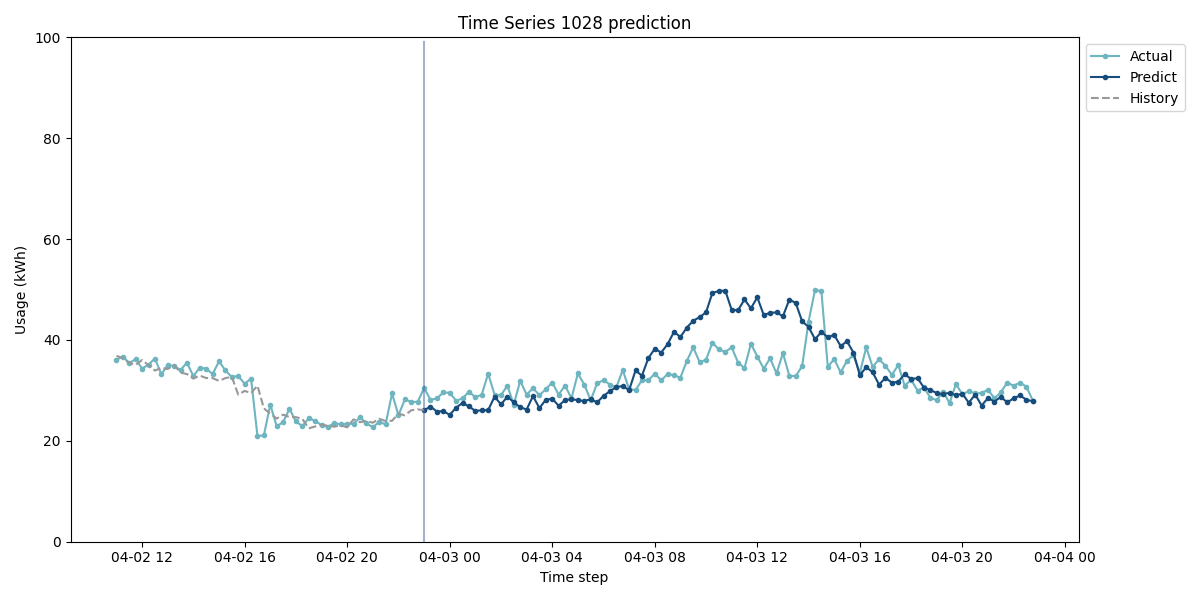 Time Series 1028 prediction
Usage (kWh)
100
80
60
40
20
0
04-02 12
04-02 16
04-02 20
04-03 00
04-03 04
04-03 08
04-03 12
04-03 16
04-03 20
04-04 00
Time step
Actual
Predict
History